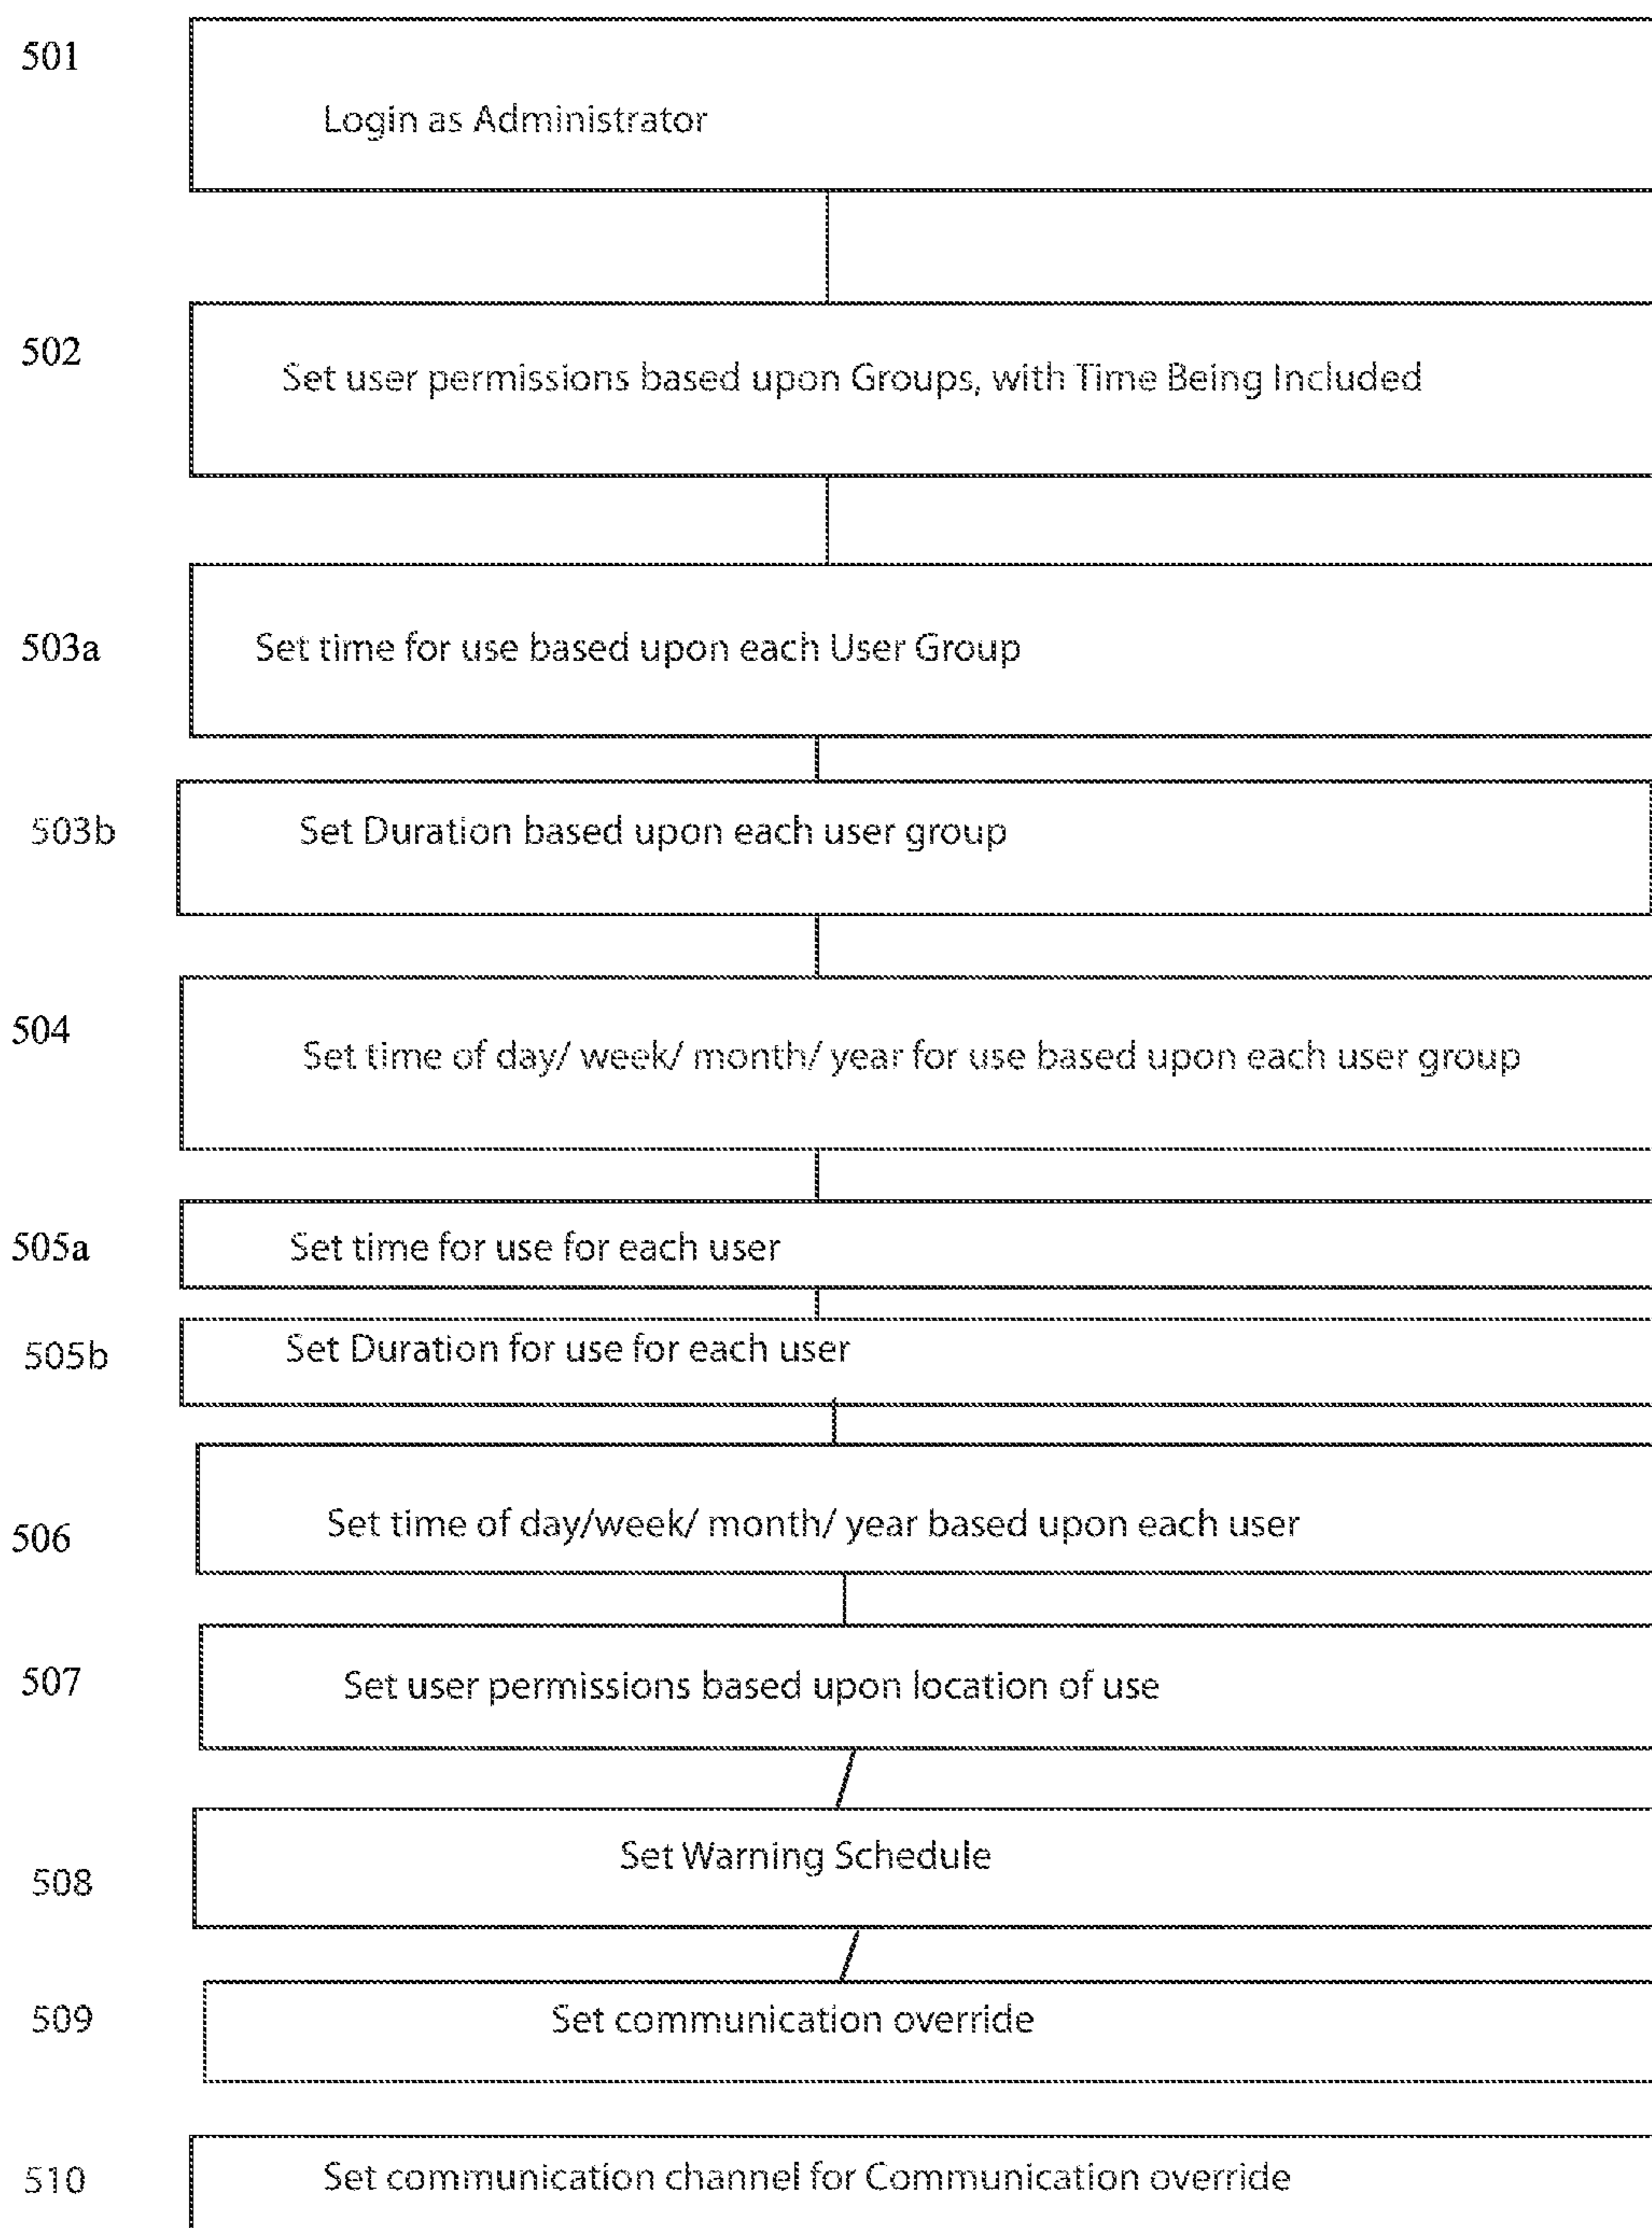 501
Login as Administrator
502
Set user permissions based upon Groups, with Time Being Included
503a
Set time for use based upon each User Group
503b
Set Duration based upon each user group
504
Set time of day/ week/ month/ year for use based upon each user group
505a
Set time for use for each user
505b
Set Duration for use for each user
506
Set time of day/week/ month/ year based upon each user
507
Set user permissions based upon location of use
508
Set Warning Schedule
509
Set communication override
510
Set communication channel for Communication override